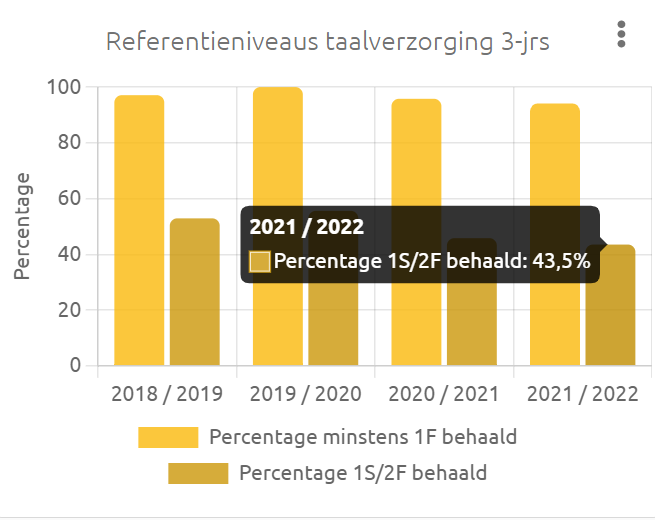 Referentieniveaus taalverzorging 3-jrs
Percentage
100
80
60
40
20
0
2021 / 2022
Percentage 1S/2F behaald: 43,5%
2018 / 2019 2019 / 2020 2020 / 2021 2021 / 2022
Percentage minstens 1F behaald
Percentage 1S/2F behaald